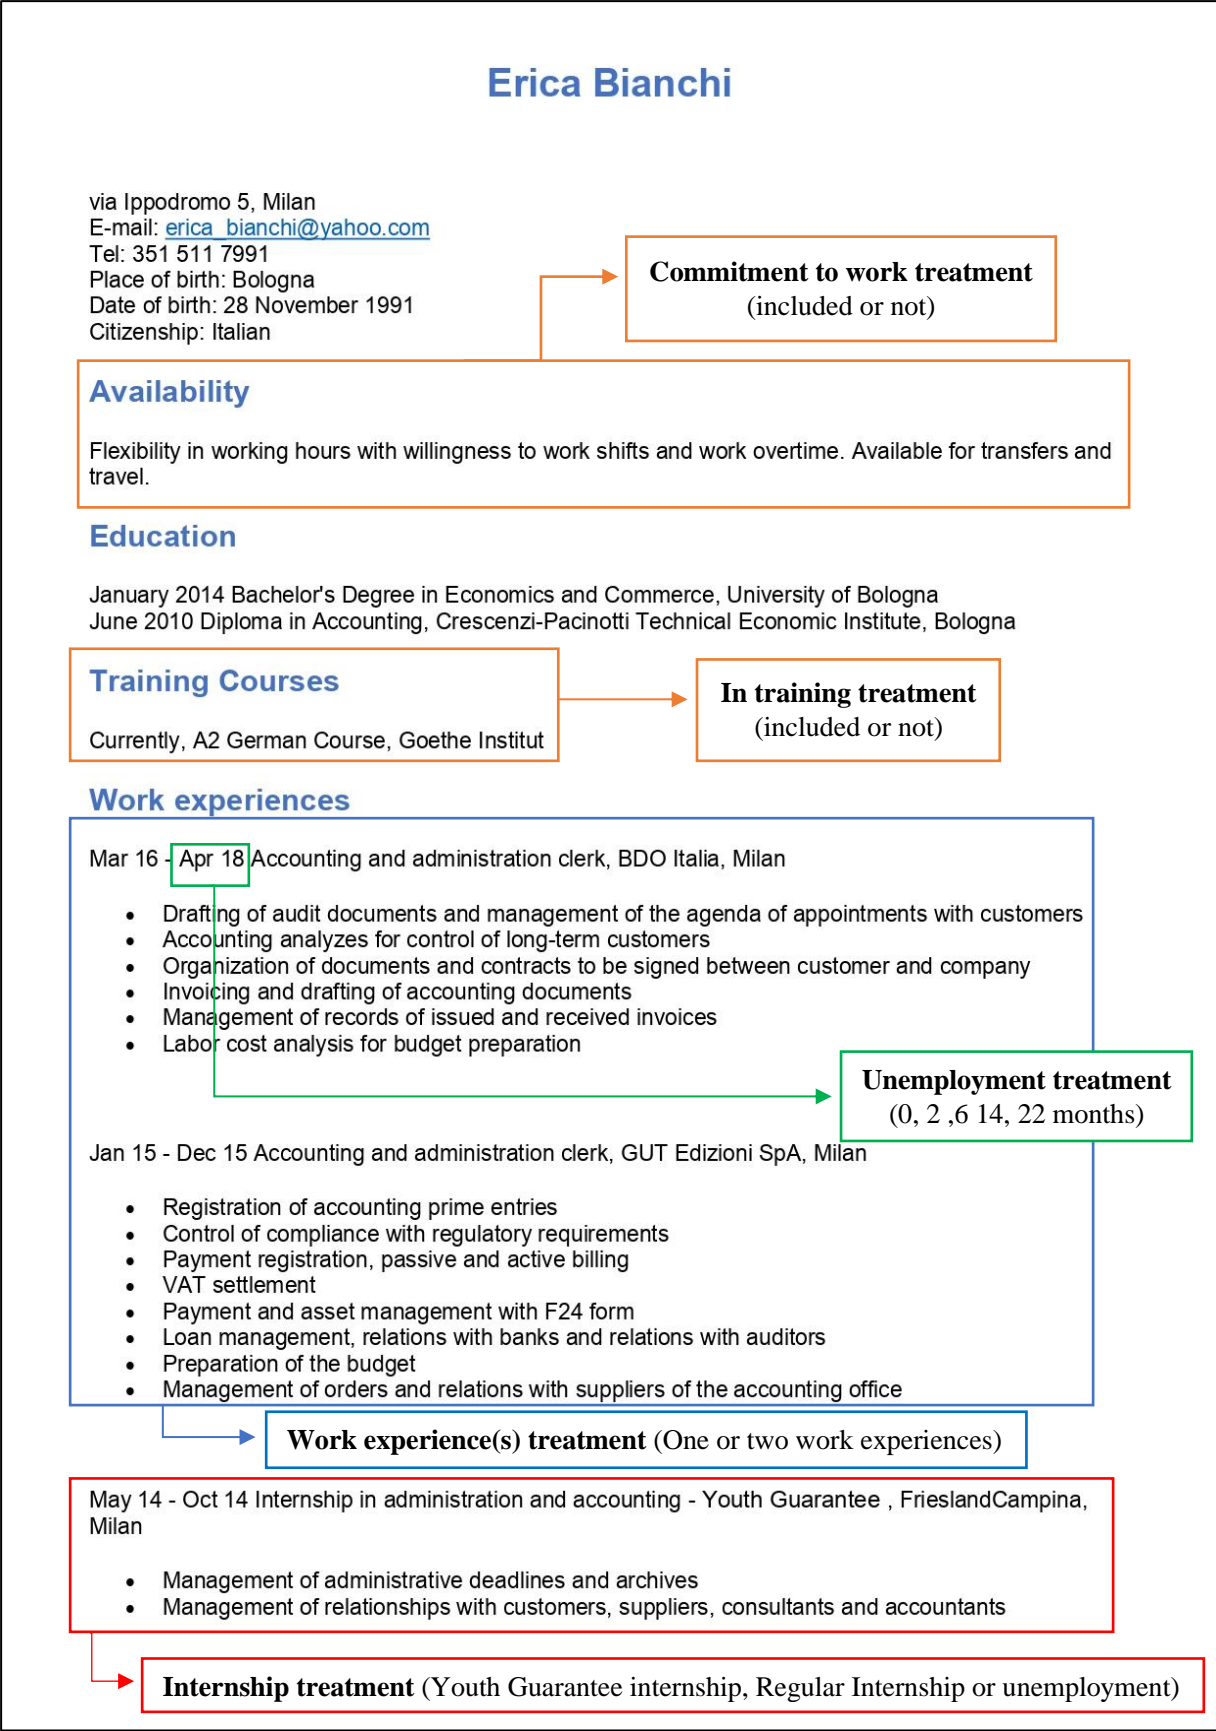 Erica Bianchi
via Ippodromo 5, Milan
E-mail: erica_bianchi@yahoo.com
Tel: 351 511 7991
Place of birth: Bologna
Date of birth: 28 November 1991
Citizenship: Italian
Commitment to work treatment
(included or not)
Availability
Flexibility in working hours with willingness to work shifts and work overtime. Available for transfers and
travel.
Education
January 2014 Bachelor's Degree in Economics and Commerce, University of Bologna
June 2010 Diploma in Accounting, Crescenzi-Pacinotti Technical Economic Institute, Bologna
Training Courses
Currently, A2 German Course, Goethe Institut
In training treatment
(included or not)
Work experiences
Mar 16 - Apr 18 Accounting and administration clerk, BDO Italia, Milan
• Drafting of audit documents and management of the agenda of appointments with customers
• Accounting analyzes for control of long-term customers
• Organization of documents and contracts to be signed between customer and company
• Invoicing and drafting of accounting documents
• Management of records of issued and received invoices
• Labor cost analysis for budget preparation
Unemployment treatment
(0, 2 ,6 14, 22 months)
Jan 15 - Dec 15 Accounting and administration clerk, GUT Edizioni SpA, Milan
• Registration of accounting prime entries
• Control of compliance with regulatory requirements
• Payment registration, passive and active billing
• VAT settlement
• Payment and asset management with F24 form
• Loan management, relations with banks and relations with auditors
• Preparation of the budget
• Management of orders and relations with suppliers of the accounting office
Work experience(s) treatment (One or two work experiences)
May 14 - Oct 14 Internship in administration and accounting - Youth Guarantee , FrieslandCampina,
Milan
• Management of administrative deadlines and archives
• Management of relationships with customers, suppliers, consultants and accountants
Internship treatment (Youth Guarantee internship, Regular Internship or unemployment)